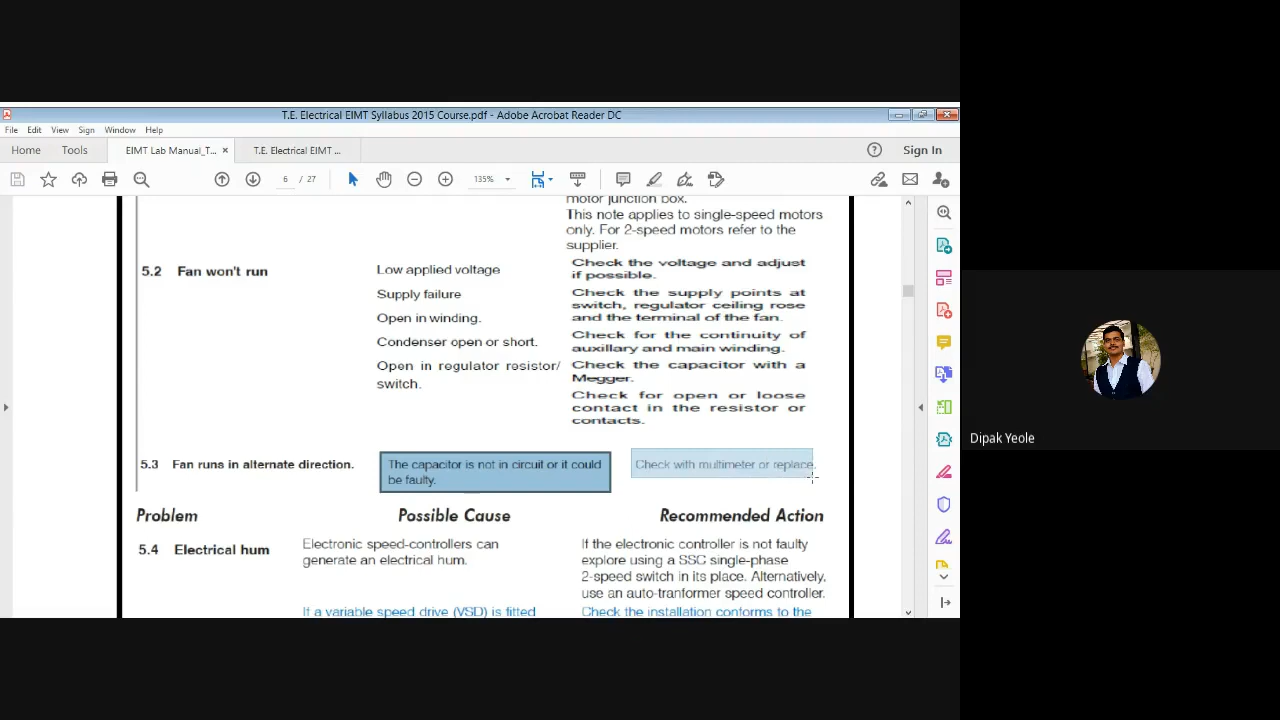 T.E. Electrical EIMT Syllabus 2015 Course.pdf - Adobe Acrobat Reader DC
File Edit View Sign Window Help
Home Tools EIMT Lab Manual_T... × T.E. Electrical EIMT ... Sign In
6 / 27 135%
motor junction box.
This note applies to single-speed motors
only. For 2-speed motors refer to the
supplier.
5.2 Fan won't run
Low applied voltage
Supply failure
Open in winding.
Condenser open or short.
Open in regulator resistor/
switch.
Check the voltage and adjust
if possible.
Check the supply points at
switch, regulator ceiling rose
and the terminal of the fan.
Check for the continuity of
auxillary and main winding.
Check the capacitor with a
Megger.
Check for open or loose
contact in the resistor or
contacts.
5.3 Fan runs in alternate direction.
The capacitor is not in circuit or it could
be faulty.
Check with multimeter or replace.
Problem Possible Cause Recommended Action
5.4 Electrical hum
Electronic speed-controllers can
generate an electrical hum.
If the electronic controller is not faulty
explore using a SSC single-phase
2-speed switch in its place. Alternatively,
use an auto-tranformer speed controller.
If a variable speed drive (VSD) is fitted
Check the installation conforms to the
Dipak Yeole